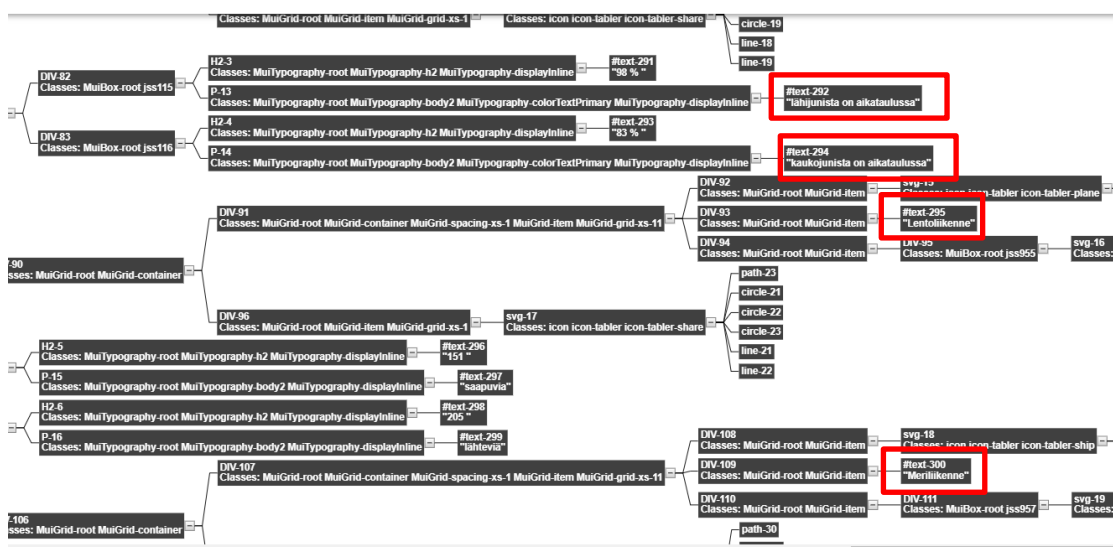 Classes: MuiGrid-root MuiGrid-item MuiGrid-grid-xs-1
Classes: icon icon-tabler icon-tabler-share
circle-19
line-18
line-19
DIV-82
Classes: MuiBox-root jss115
H2-3
Classes: MuiTypography-root MuiTypography-h2 MuiTypography-displayInline
#text-291
"98 % "
P-13
Classes: MuiTypography-root MuiTypography-body2 MuiTypography-colorTextPrimary MuiTypography-displayInline
#text-292
"lähijunista on aikataulussa"
DIV-83
Classes: MuiBox-root jss116
H2-4
Classes: MuiTypography-root MuiTypography-h2 MuiTypography-displayInline
#text-293
"83 % "
P-14
Classes: MuiTypography-root MuiTypography-body2 MuiTypography-colorTextPrimary MuiTypography-displayInline
#text-294
"kaukojunista on aikataulussa"
-90
sses: MuiGrid-root MuiGrid-container
DIV-91
Classes: MuiGrid-root MuiGrid-container MuiGrid-spacing-xs-1 MuiGrid-item MuiGrid-grid-xs-11
DIV-92
Classes: MuiGrid-root MuiGrid-item
svg-15
Classes: icon icon-tabler icon-tabler-plane
DIV-93
Classes: MuiGrid-root MuiGrid-item
#text-295
"Lentoliikenne"
DIV-94
Classes: MuiGrid-root MuiGrid-item
DIV-95
Classes: MuiBox-root jss955
svg-16
Classes:
DIV-96
Classes: MuiGrid-root MuiGrid-item MuiGrid-grid-xs-1
svg-17
Classes: icon icon-tabler icon-tabler-share
path-23
circle-21
circle-22
circle-23
line-21
line-22
H2-5
Classes: MuiTypography-root MuiTypography-h2 MuiTypography-displayInline
#text-296
"151 "
P-15
Classes: MuiTypography-root MuiTypography-body2 MuiTypography-displayInline
#text-297
"saapuvia"
H2-6
Classes: MuiTypography-root MuiTypography-h2 MuiTypography-displayInline
#text-298
"205 "
P-16
Classes: MuiTypography-root MuiTypography-body2 MuiTypography-displayInline
#text-299
"lähteviä"
-106
sses: MuiGrid-root MuiGrid-container
DIV-107
Classes: MuiGrid-root MuiGrid-container MuiGrid-spacing-xs-1 MuiGrid-item MuiGrid-grid-xs-11
DIV-108
Classes: MuiGrid-root MuiGrid-item
svg-18
Classes: icon icon-tabler icon-tabler-ship
DIV-109
Classes: MuiGrid-root MuiGrid-item
#text-300
"Meriliikenne"
DIV-110
Classes: MuiGrid-root MuiGrid-item
DIV-111
Classes: MuiBox-root jss957
svg-19
Classes:
path-30